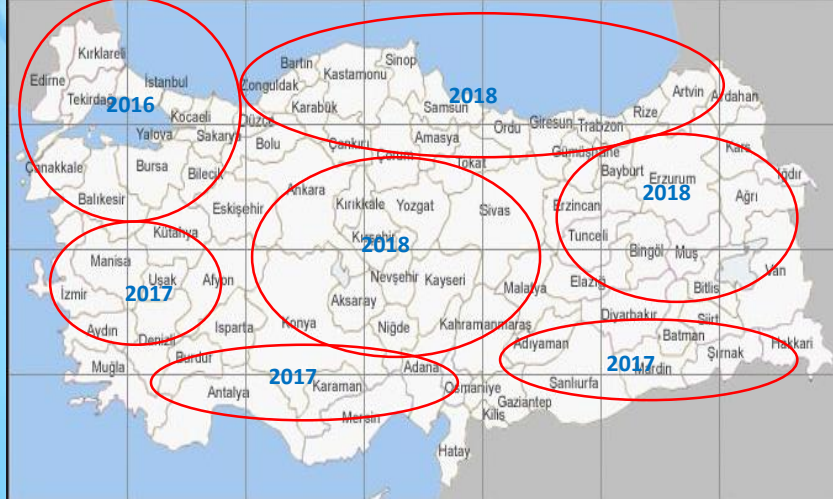 Kırklareli
Edirne
İstanbul
Tekirdağ
2016
Kocaeli
Yalova
Sakarya
Düzce
Çanakkale
Bursa
Bilecik
Balıkesir
Bartın
Zonguldak
Kastamonu
Sinop
Karabük
Samsun
2018
Bolu
Çankırı
Çorum
Amasya
Tokat
Ordu
Giresun
Trabzon
Rize
Artvin
Ardahan
Gümüşhane
Bayburt
Erzurum
Kars
Iğdır
2018
Ağrı
Erzincan
Tunceli
Bingöl
Muş
Van
Bitlis
Elazığ
Eskişehir
Ankara
Kırıkkale
Yozgat
Sivas
Kırşehir
2018
Nevşehir
Kayseri
Aksaray
Niğde
Konya
Malatya
Kahramanmaraş
Kütahya
Manisa
Uşak
Afyon
2017
İzmir
Aydın
Denizli
Isparta
Muğla
Burdur
2017
Antalya
Karaman
Adana
Mersin
Osmaniye
Hatay
Kilis
Gaziantep
Adıyaman
Şanlıurfa
Diyarbakır
Batman
Siirt
2017
Mardin
Şırnak
Hakkari